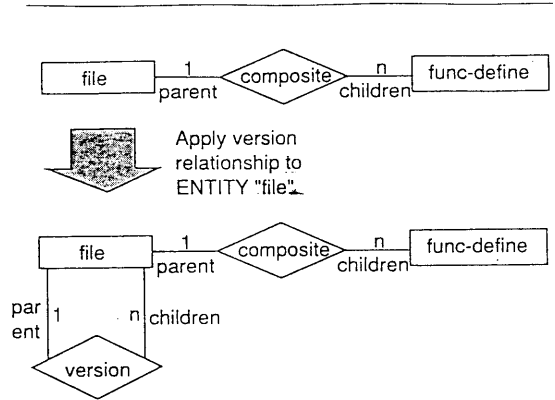 file
1
parent
composite
n
children
func-define
Apply version
relationship to
ENTITY "file".
file
1
parent
composite
n
children
func-define
par
ent
1
n
children
version